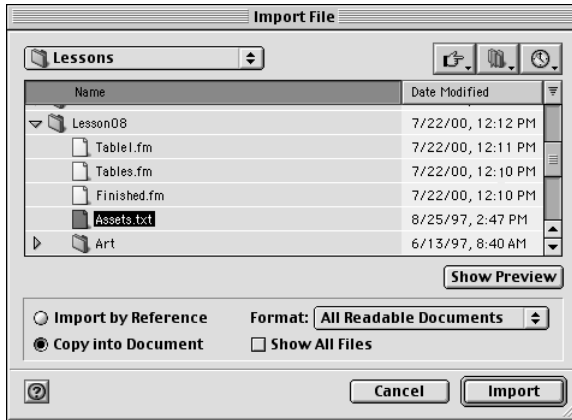 Import File
Lessons
Name Date Modified
Lesson08 7/22/00, 12:12 PM
Table1.fm 7/22/00, 12:11 PM
Tables.fm 7/22/00, 12:10 PM
Finished.fm 7/22/00, 12:10 PM
Assets.txt 8/25/97, 2:47 PM
Art 6/13/97, 8:40 AM
Show Preview
Import by Reference Format: All Readable Documents
Copy into Document Show All Files
? Cancel Import